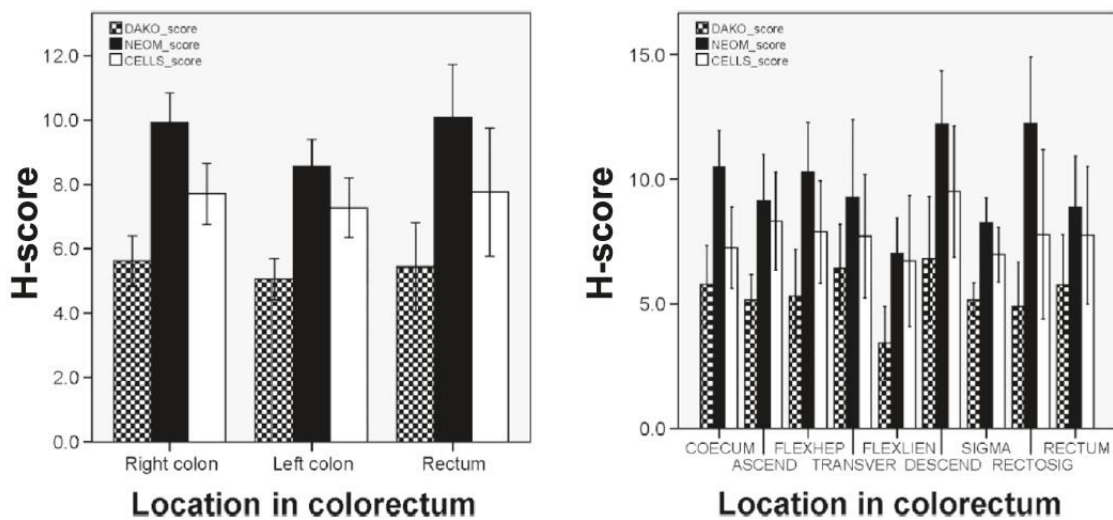 DAKO_score
NEOM_score
CELLS_score
12.0
10.0
8.0
6.0
4.0
2.0
0.0
H-score
Right colon
Left colon
Rectum
Location in colorectum
DAKO_score
NEOM_score
CELLS_score
15.0
10.0
5.0
0.0
H-score
COECUM FLEXHEP FLEXLIEN SIGMA RECTUM
ASCEND TRANSVER DESCEND RECTOSIG
Location in colorectum